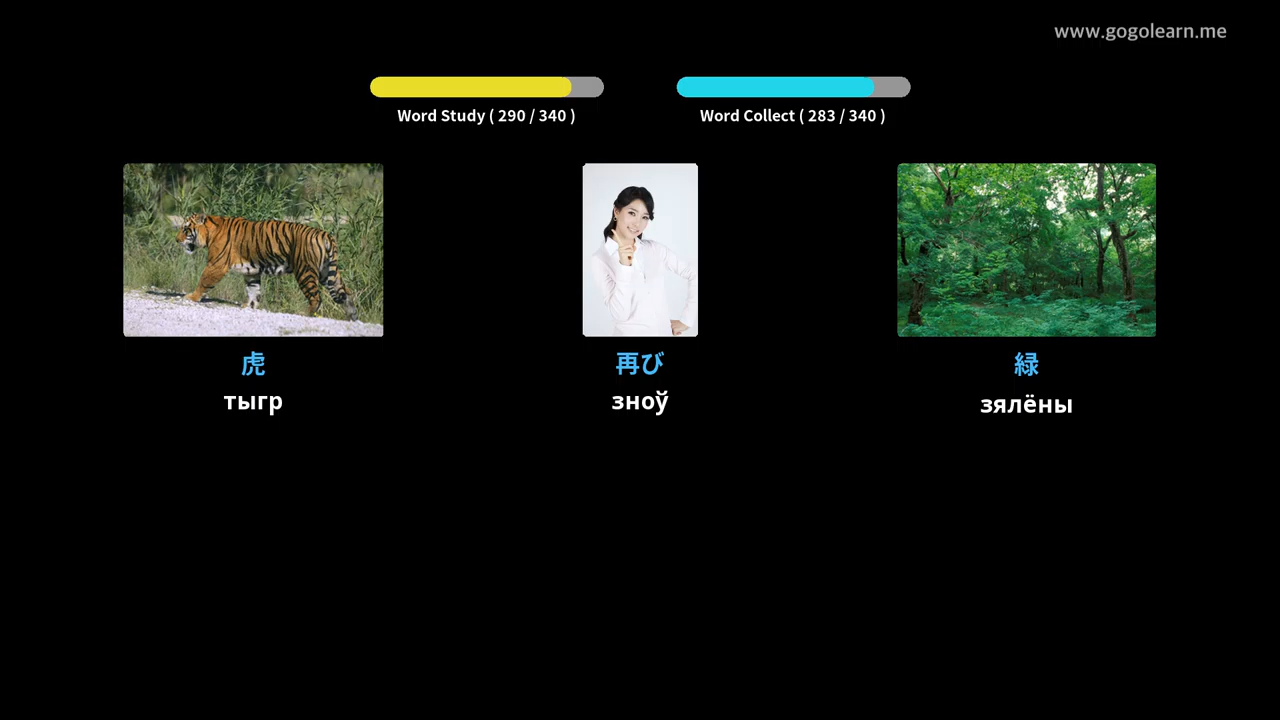 www.gogolearn.me
Word Study ( 290 / 340 )
Word Collect ( 283 / 340 )
虎
тыгр
再び
зноў
緑
зялёны